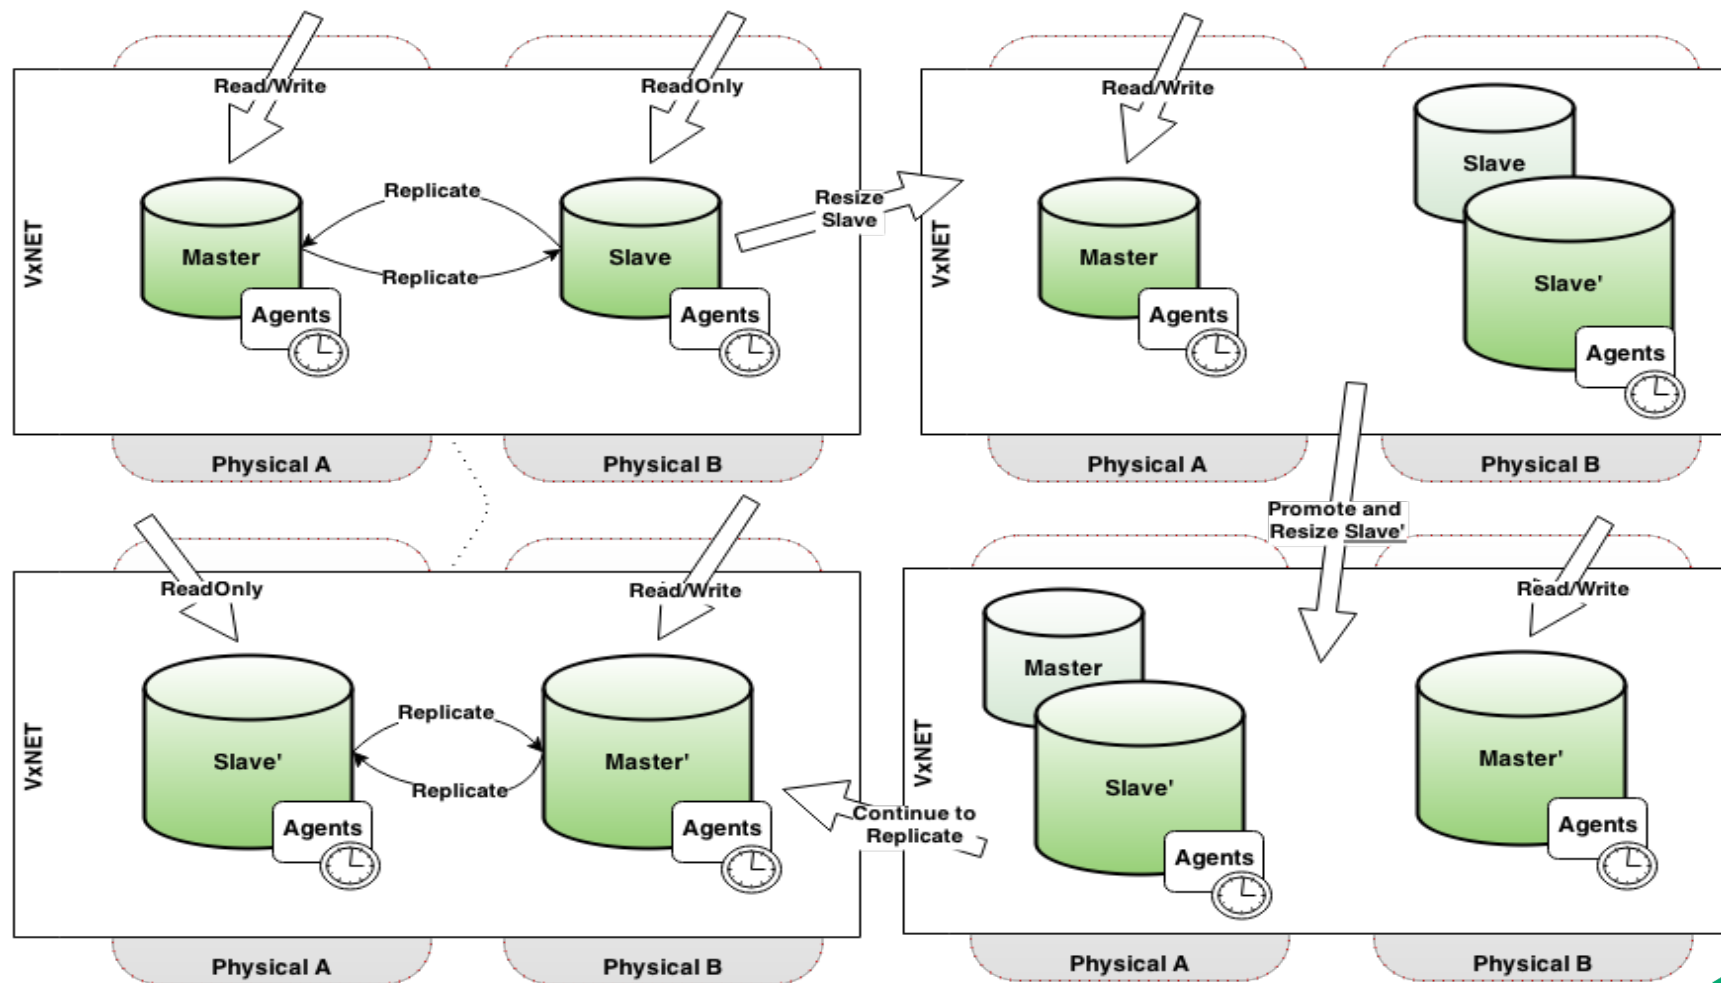 Read/Write
ReadOnly
Replicate
Master
Slave
Replicate
Agents
Agents
VxNET
Physical A
Physical B
Resize
Slave
Read/Write
Slave
Master
Slave'
Agents
Agents
VxNET
Physical A
Physical B
Promote and
Resize Slave'
Read/Write
Master
Slave'
Master'
Agents
Agents
VxNET
Physical A
Physical B
Continue to
Replicate
ReadOnly
Read/Write
Replicate
Slave'
Master'
Replicate
Agents
Agents
VxNET
Physical A
Physical B